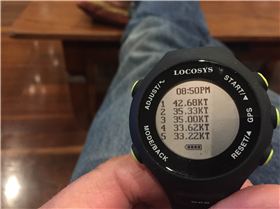 LOCOSYS
ADJUST/
START/
08:50PM
1 42.68KT
2 35.33KT
3 35.00KT
4 33.62KT
5 33.22KT
GPS
MODE/BACK
RESET/